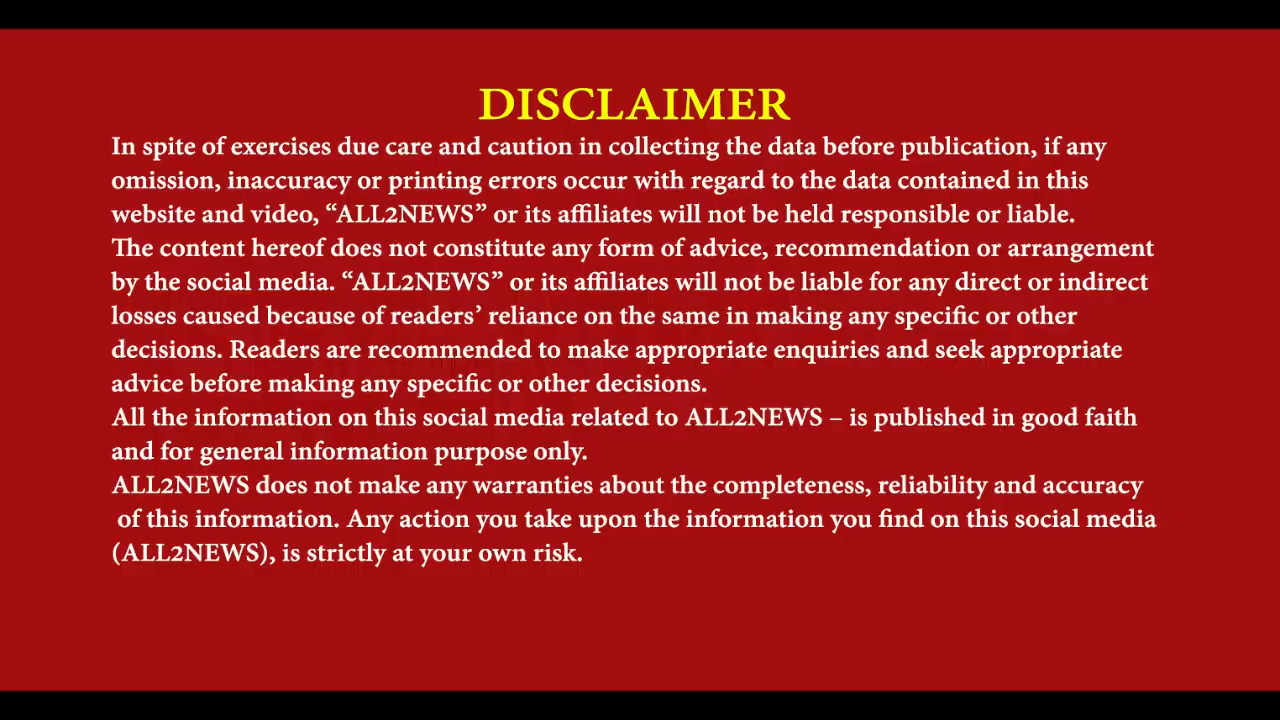 DISCLAIMER
In spite of exercises due care and caution in collecting the data before publication, if any
omission, inaccuracy or printing errors occur with regard to the data contained in this
website and video, “ALL2NEWS” or its affiliates will not be held responsible or liable.
The content hereof does not constitute any form of advice, recommendation or arrangement
by the social media. “ALL2NEWS” or its affiliates will not be liable for any direct or indirect
losses caused because of readers’ reliance on the same in making any specific or other
decisions. Readers are recommended to make appropriate enquiries and seek appropriate
advice before making any specific or other decisions.
All the information on this social media related to ALL2NEWS – is published in good faith
and for general information purpose only.
ALL2NEWS does not make any warranties about the completeness, reliability and accuracy
of this information. Any action you take upon the information you find on this social media
(ALL2NEWS), is strictly at your own risk.